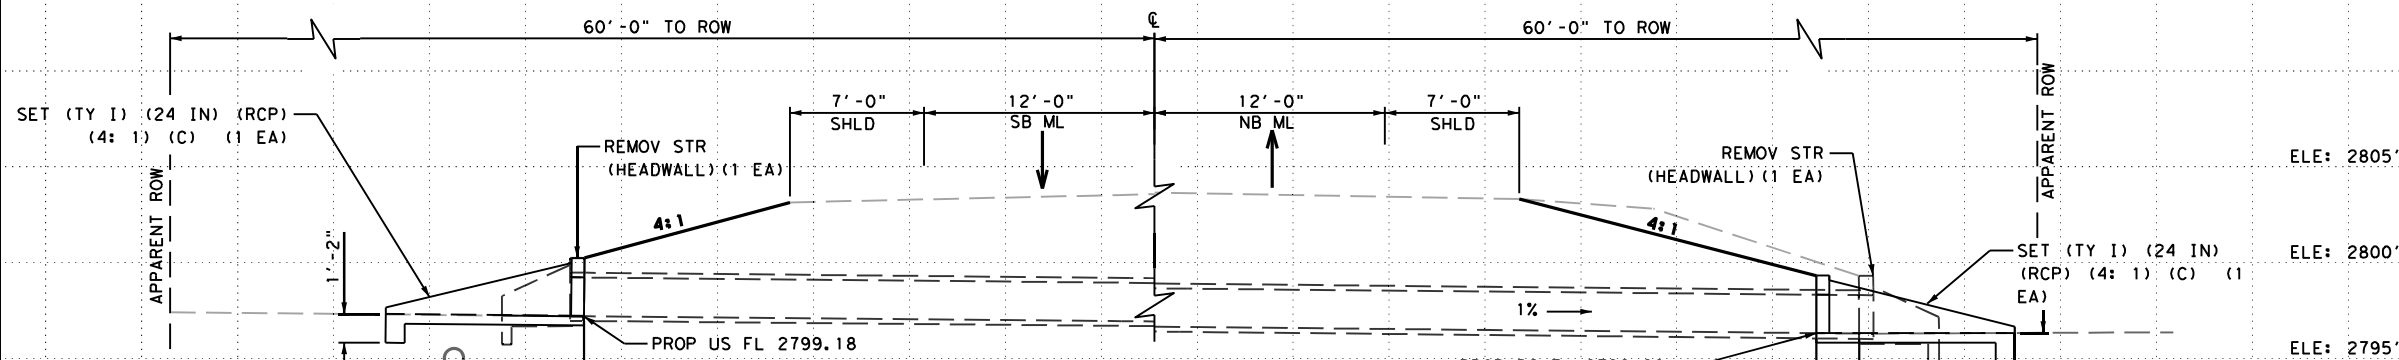 60'-0" TO ROW
℄
60'-0" TO ROW
SET (TY I) (24 IN) (RCP)
(4: 1) (C) (1 EA)
7'-0"
SHLD
12'-0"
SB ML
12'-0"
NB ML
7'-0"
SHLD
APPARENT ROW
REMOV STR
(HEADWALL) (1 EA)
REMOV STR
(HEADWALL) (1 EA)
APPARENT ROW
ELE: 2805'
4:1
4:1
1'-2"
SET (TY I) (24 IN)
(RCP) (4: 1) (C) (1
EA)
ELE: 2800'
1%
PROP US FL 2799.18
ELE: 2795'